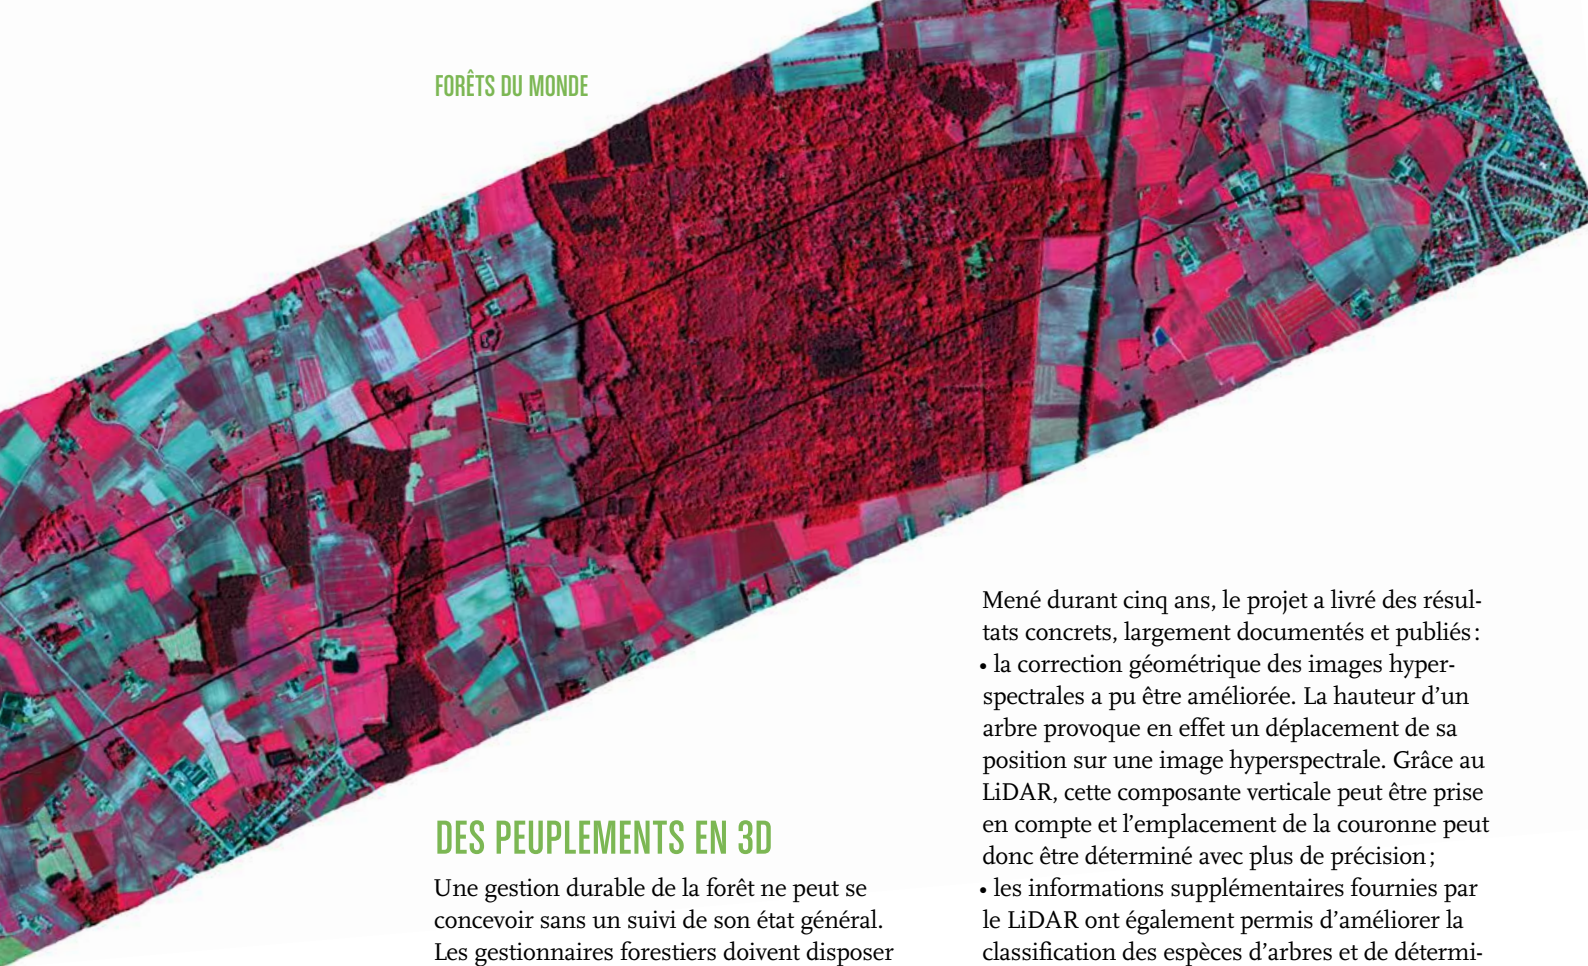 FORÊTS DU MONDE
DES PEUPLEMENTS EN 3D
Une gestion durable de la forêt ne peut se
concevoir sans un suivi de son état général.
Les gestionnaires forestiers doivent disposer
Mené durant cinq ans, le projet a livré des résul-
tats concrets, largement documentés et publiés :
• la correction géométrique des images hyper-
spectrales a pu être améliorée. La hauteur d’un
arbre provoque en effet un déplacement de sa
position sur une image hyperspectrale. Grâce au
LiDAR, cette composante verticale peut être prise
en compte et l’emplacement de la couronne peut
donc être déterminé avec plus de précision ;
• les informations supplémentaires fournies par
le LiDAR ont également permis d’améliorer la
classification des espèces d’arbres et de détermi-